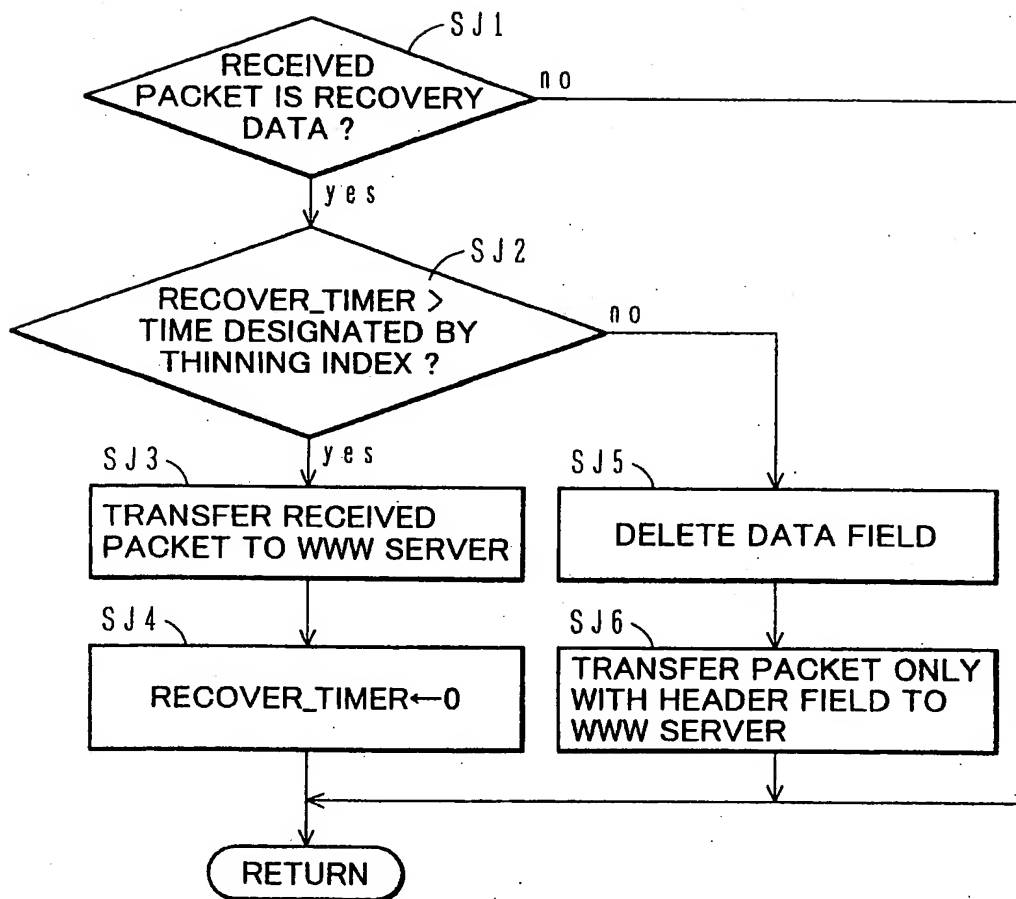 SJ1
RECEIVED
PACKET IS RECOVERY
DATA ?
no
yes
SJ2
RECOVER_TIMER >
TIME DESIGNATED BY
THINNING INDEX ?
no
yes
SJ3
TRANSFER RECEIVED
PACKET TO WWW SERVER
SJ5
DELETE DATA FIELD
SJ4
RECOVER_TIMER←0
SJ6
TRANSFER PACKET ONLY
WITH HEADER FIELD TO
WWW SERVER
RETURN